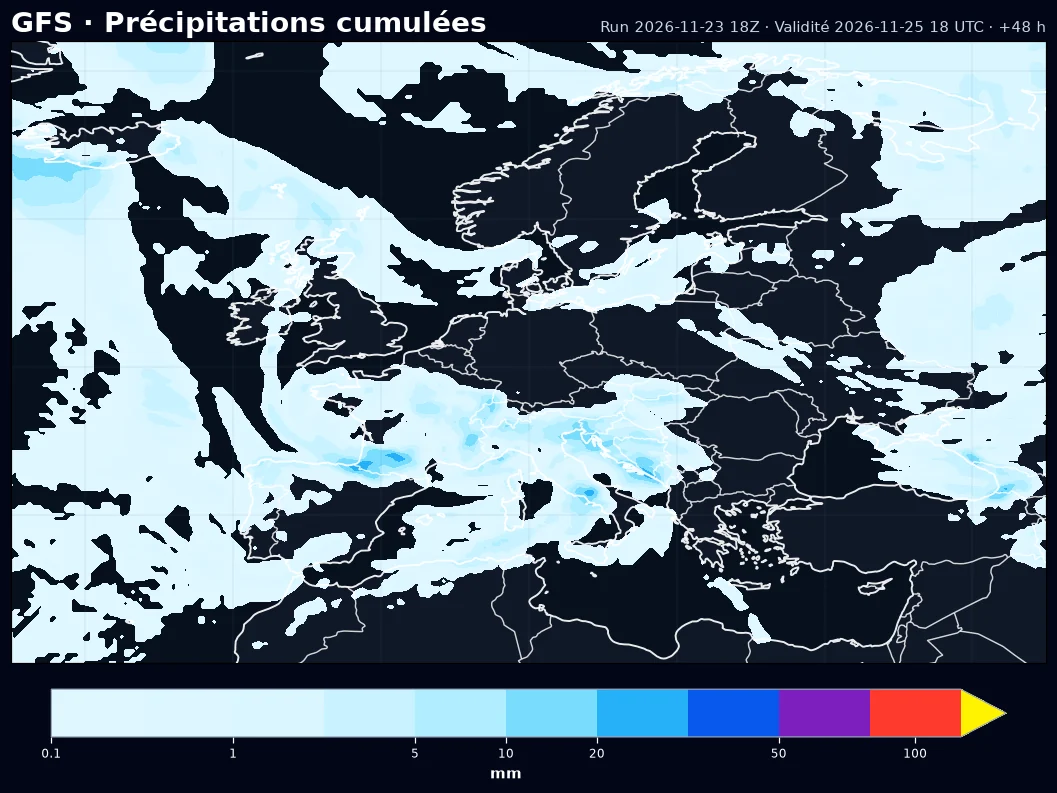 GFS · Précipitations cumulées
Run 2026-11-23 18Z · Validité 2026-11-25 18 UTC · +48 h
0.1 1 5 10 20 50 100
mm